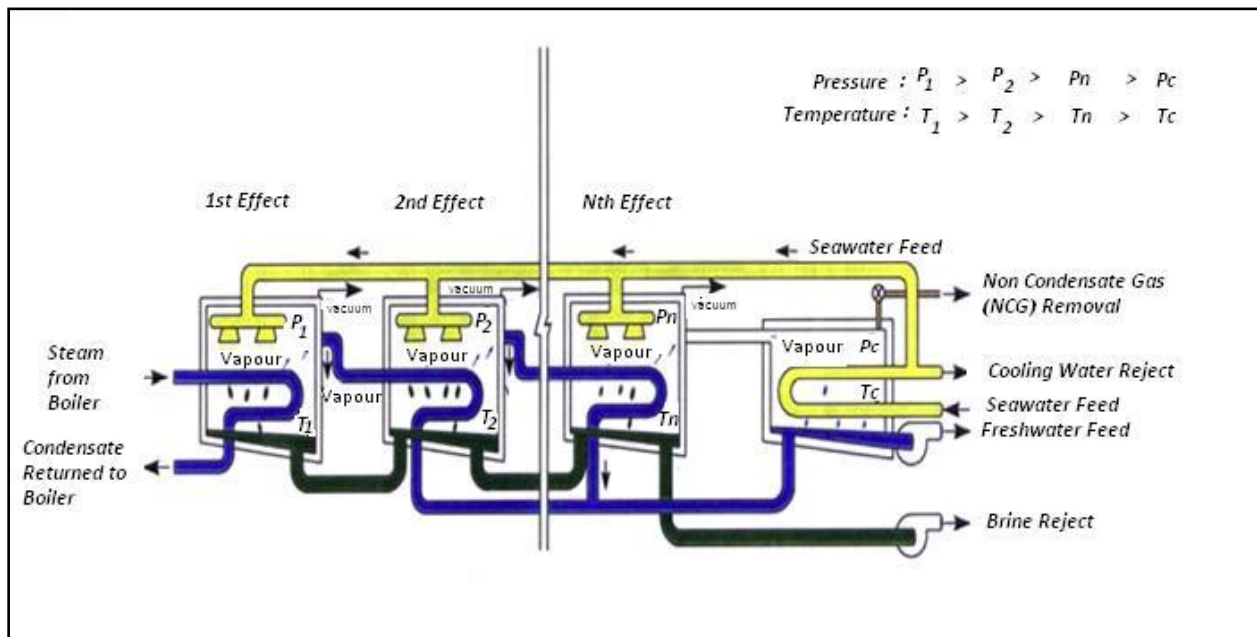 Pressure : P1 > P2 > Pn > Pc
Temperature : T1 > T2 > Tn > Tc
1st Effect
2nd Effect
Nth Effect
Seawater Feed
Non Condensate Gas
(NCG) Removal
vacuum
vacuum
vacuum
P1
P2
Pn
Vapour
Vapour
Vapour
Vapour
Pc
Steam
from
Boiler
Vapour
Cooling Water Reject
Tc
Seawater Feed
T1
T2
Tn
Freshwater Feed
Condensate
Returned to
Boiler
Brine Reject